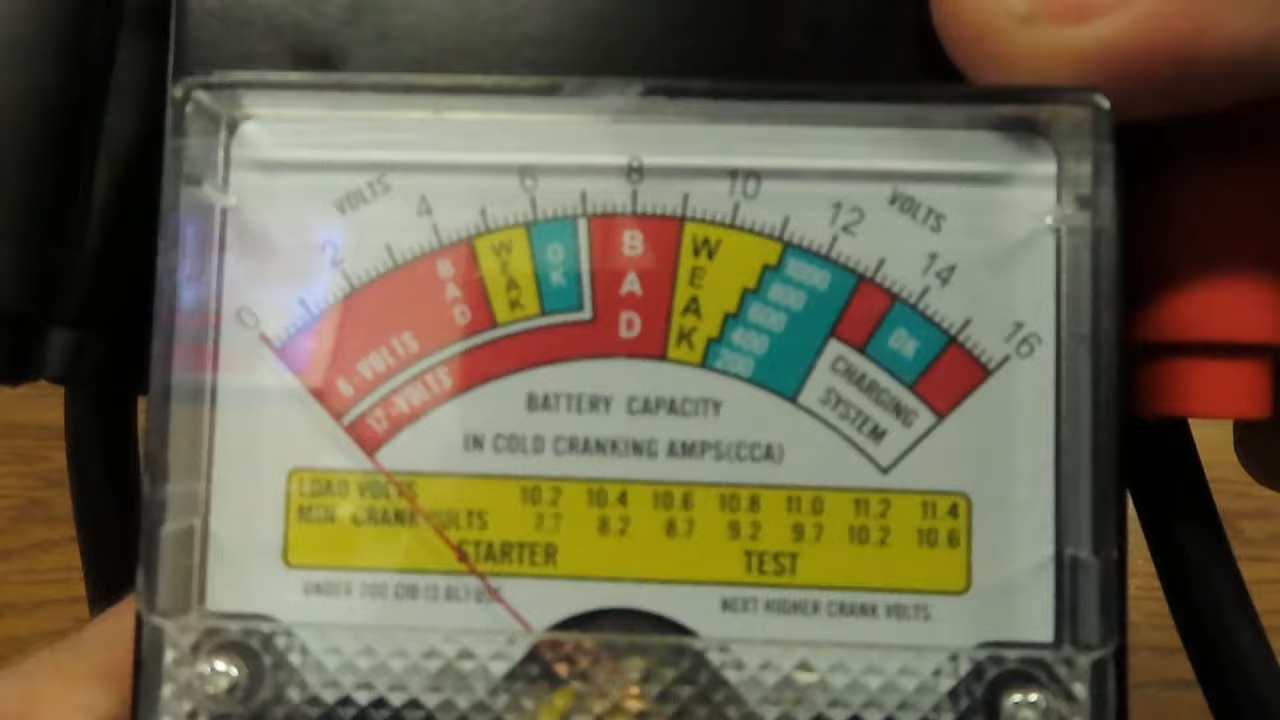 0 2 4 6 8 10 12 14 16
VOLTS VOLTS
BAD WEAK OK BAD WEAK
1000
800
600
400
200
OK
6-VOLTS
12-VOLTS
CHARGING
SYSTEM
BATTERY CAPACITY
IN COLD CRANKING AMPS(CCA)
LOAD VOLTS 10.2 10.4 10.6 10.8 11.0 11.2 11.4
MIN CRANK VOLTS 7.7 8.2 8.7 9.2 9.7 10.2 10.6
STARTER TEST
UNDER 200 CID
NEXT HIGHER CRANK VOLTS.